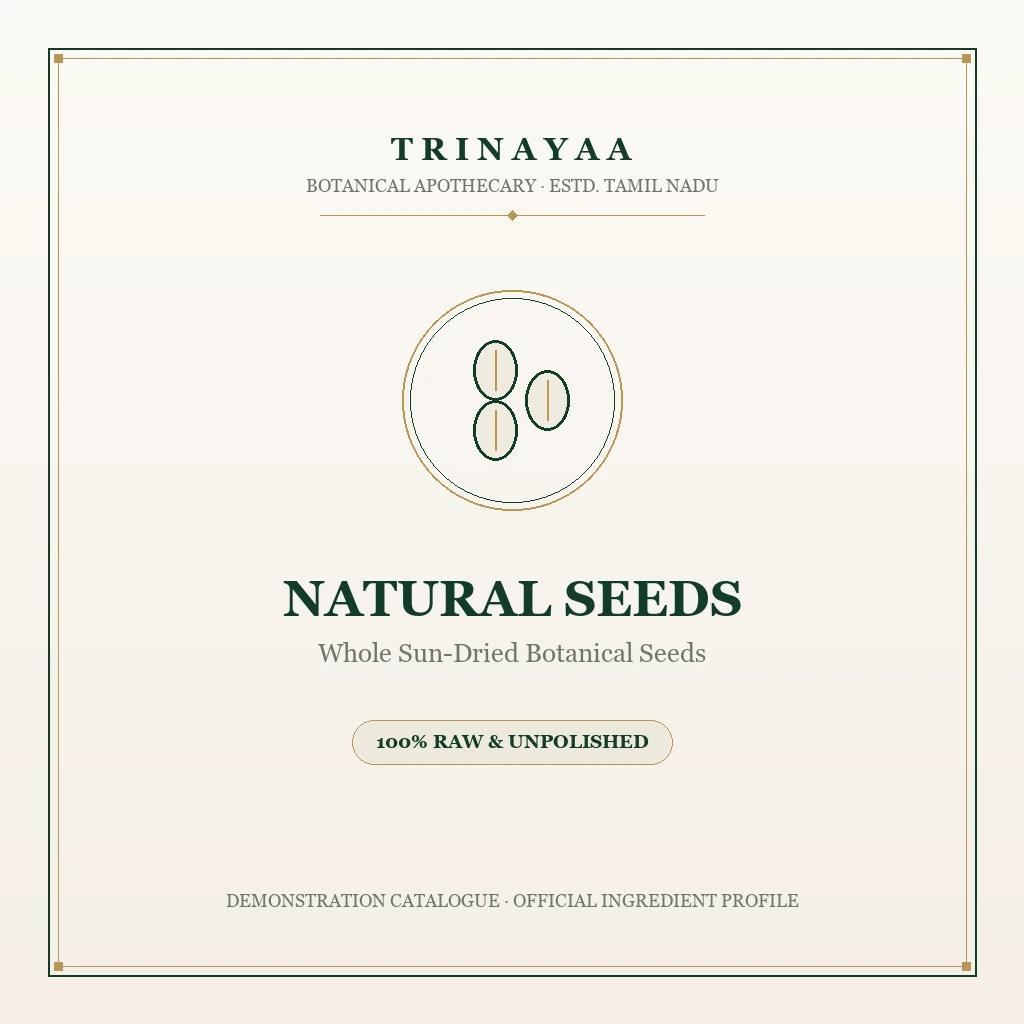 TRINAYAA
BOTANICAL APOTHECARY · ESTD. TAMIL NADU
NATURAL SEEDS
Whole Sun-Dried Botanical Seeds
100% RAW & UNPOLISHED
DEMONSTRATION CATALOGUE · OFFICIAL INGREDIENT PROFILE